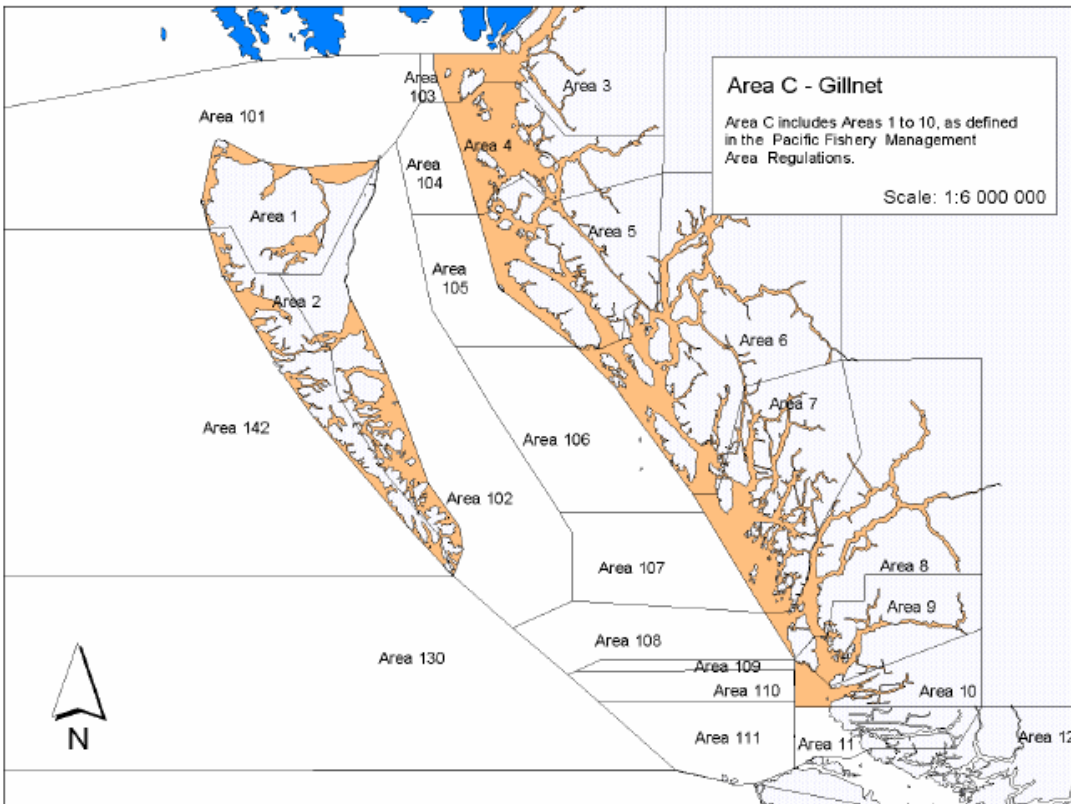 Area C - Gillnet
Area C includes Areas 1 to 10, as defined
in the Pacific Fishery Management
Area Regulations.
Scale: 1:6 000 000
Area
103
Area 3
Area 101
Area 4
Area
104
Area 1
Area 5
Area
105
Area 2
Area 6
Area 7
Area 142
Area 106
Area 102
Area 107
Area 8
Area 9
Area 108
Area 130
Area 109
Area 110
Area 10
N
Area 111
Area 11
Area 12